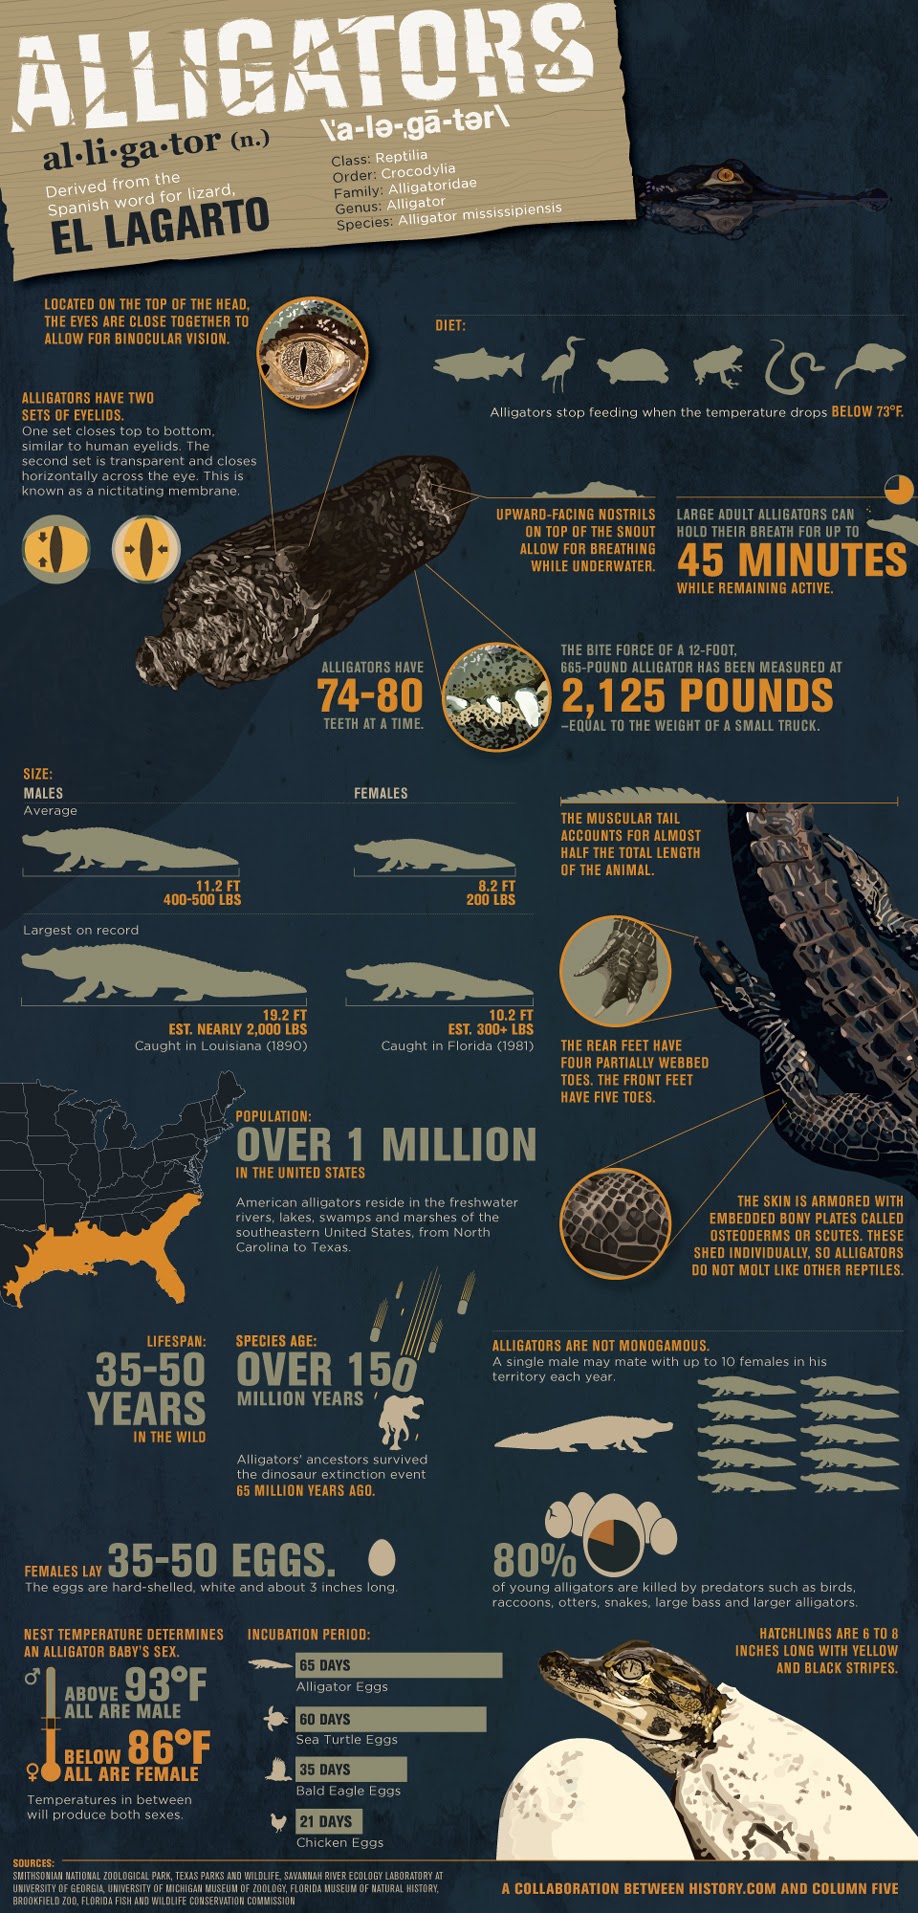 ALLIGATORS
al·li·ga·tor (n.)
\'a-lə-ˌgā-tər\
Derived from the
Spanish word for lizard,
EL LAGARTO
Class: Reptilia
Order: Crocodylia
Family: Alligatoridae
Genus: Alligator
Species: Alligator mississipiensis
LOCATED ON THE TOP OF THE HEAD,
THE EYES ARE CLOSE TOGETHER TO
ALLOW FOR BINOCULAR VISION.
DIET:
Alligators stop feeding when the temperature drops BELOW 73°F.
ALLIGATORS HAVE TWO
SETS OF EYELIDS.
One set closes top to bottom,
similar to human eyelids. The
second set is transparent and closes
horizontally across the eye. This is
known as a nictitating membrane.
UPWARD-FACING NOSTRILS
ON TOP OF THE SNOUT
ALLOW FOR BREATHING
WHILE UNDERWATER.
LARGE ADULT ALLIGATORS CAN
HOLD THEIR BREATH FOR UP TO
45 MINUTES
WHILE REMAINING ACTIVE.
ALLIGATORS HAVE
74-80
TEETH AT A TIME.
THE BITE FORCE OF A 12-FOOT,
665-POUND ALLIGATOR HAS BEEN MEASURED AT
2,125 POUNDS
–EQUAL TO THE WEIGHT OF A SMALL TRUCK.
SIZE:
MALES
FEMALES
Average
11.2 FT
400-500 LBS
8.2 FT
200 LBS
Largest on record
19.2 FT
EST. NEARLY 2,000 LBS
Caught in Louisiana (1890)
10.2 FT
EST. 300+ LBS
Caught in Florida (1981)
THE MUSCULAR TAIL
ACCOUNTS FOR ALMOST
HALF THE TOTAL LENGTH
OF THE ANIMAL.
THE REAR FEET HAVE
FOUR PARTIALLY WEBBED
TOES. THE FRONT FEET
HAVE FIVE TOES.
POPULATION:
OVER 1 MILLION
IN THE UNITED STATES
American alligators reside in the freshwater
rivers, lakes, swamps and marshes of the
southeastern United States, from North
Carolina to Texas.
THE SKIN IS ARMORED WITH
EMBEDDED BONY PLATES CALLED
OSTEODERMS OR SCUTES. THESE
SHED INDIVIDUALLY, SO ALLIGATORS
DO NOT MOLT LIKE OTHER REPTILES.
LIFESPAN:
35-50
YEARS
IN THE WILD
SPECIES AGE:
OVER 150
MILLION YEARS
Alligators' ancestors survived
the dinosaur extinction event
65 MILLION YEARS AGO.
ALLIGATORS ARE NOT MONOGAMOUS.
A single male may mate with up to 10 females in his
territory each year.
FEMALES LAY 35-50 EGGS.
The eggs are hard-shelled, white and about 3 inches long.
80%
of young alligators are killed by predators such as birds,
raccoons, otters, snakes, large bass and larger alligators.
NEST TEMPERATURE DETERMINES
AN ALLIGATOR BABY'S SEX.
♂
ABOVE 93°F
ALL ARE MALE
♀
BELOW 86°F
ALL ARE FEMALE
Temperatures in between
will produce both sexes.
INCUBATION PERIOD:
65 DAYS
Alligator Eggs
60 DAYS
Sea Turtle Eggs
35 DAYS
Bald Eagle Eggs
21 DAYS
Chicken Eggs
HATCHLINGS ARE 6 TO 8
INCHES LONG WITH YELLOW
AND BLACK STRIPES.
SOURCES:
SMITHSONIAN NATIONAL ZOOLOGICAL PARK, TEXAS PARKS AND WILDLIFE, SAVANNAH RIVER ECOLOGY LABORATORY AT
UNIVERSITY OF GEORGIA, UNIVERSITY OF MICHIGAN MUSEUM OF ZOOLOGY, FLORIDA MUSEUM OF NATURAL HISTORY,
BROOKFIELD ZOO, FLORIDA FISH AND WILDLIFE CONSERVATION COMMISSION
A COLLABORATION BETWEEN HISTORY.COM AND COLUMN FIVE